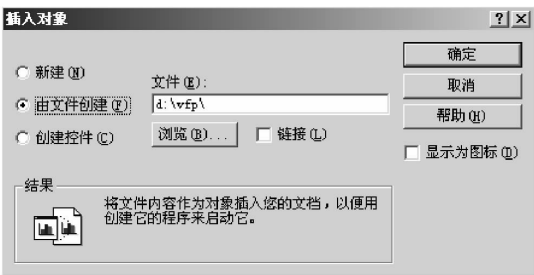 插入对象
新建(N)
由文件创建(F)
创建控件(C)
文件(E):
d:\vfp\
浏览(B)...
链接(L)
确定
取消
帮助(H)
显示为图标(D)
结果
将文件内容作为对象插入您的文档，以便用
创建它的程序来启动它。